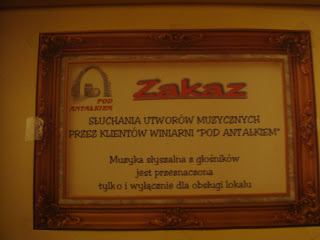 POD
ANTAŁKIEM
Zakaz
SŁUCHANIA UTWORÓW MUZYCZNYCH
PRZEZ KLIENTÓW WINIARNI "POD ANTAŁKIEM"
Muzyka słyszalna z głośników
jest przeznaczona
tylko i wyłącznie dla obsługi lokalu